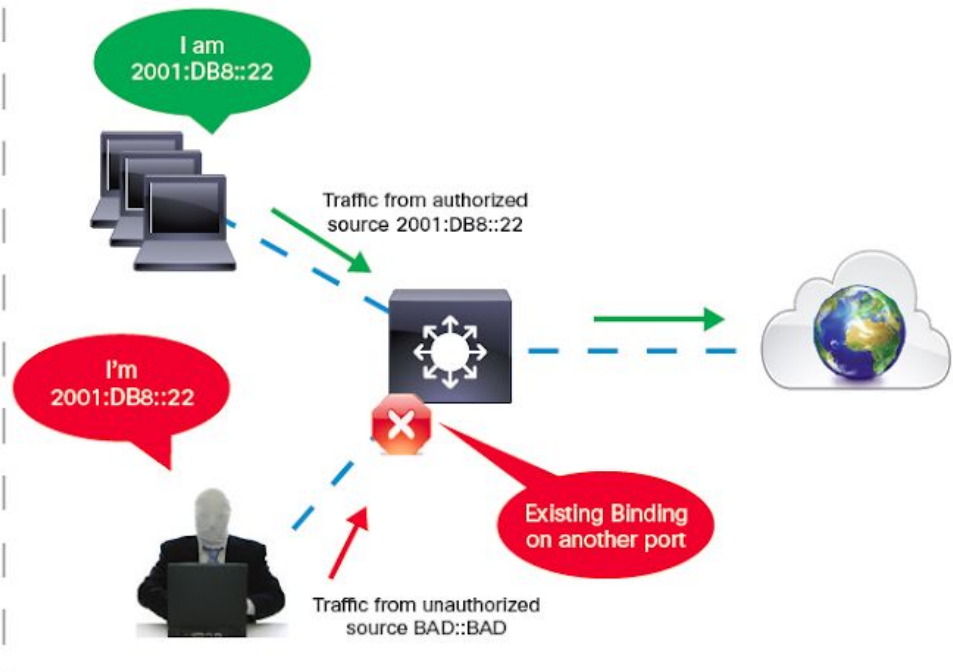 I am
2001:DB8::22
Traffic from authorized
source 2001:DB8::22
I'm
2001:DB8::22
Existing Binding
on another port
Traffic from unauthorized
source BAD::BAD